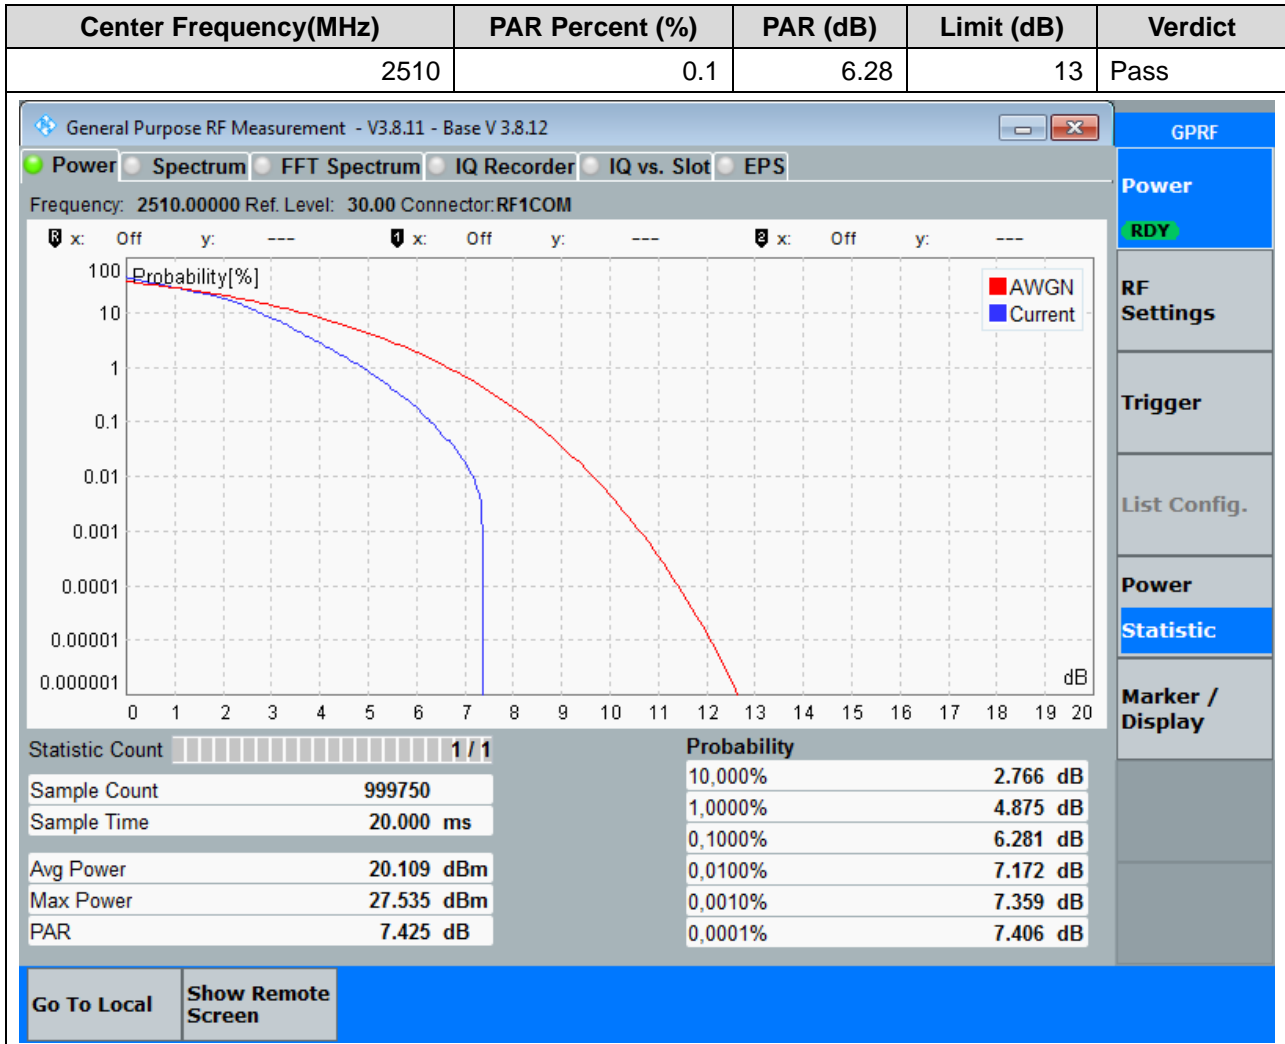 Center Frequency(MHz) PAR Percent (%) PAR (dB) Limit (dB) Verdict
2510 0.1 6.28 13 Pass
General Purpose RF Measurement - V3.8.11 - Base V 3.8.12
GPRF
Power Spectrum FFT Spectrum IQ Recorder IQ vs. Slot EPS
Frequency: 2510.00000 Ref. Level: 30.00 Connector:RF1COM
R x: Off y: --- 1 x: Off y: --- 2 x: Off y: ---
Probability[%]
AWGN
Current
100
10
1
0.1
0.01
0.001
0.0001
0.00001
0.000001
dB
0 1 2 3 4 5 6 7 8 9 10 11 12 13 14 15 16 17 18 19 20
Statistic Count 1 / 1
Sample Count 999750
Sample Time 20.000 ms
Avg Power 20.109 dBm
Max Power 27.535 dBm
PAR 7.425 dB
Probability
10,000% 2.766 dB
1,0000% 4.875 dB
0,1000% 6.281 dB
0,0100% 7.172 dB
0,0010% 7.359 dB
0,0001% 7.406 dB
Power
RDY
RF
Settings
Trigger
List Config.
Power
Statistic
Marker /
Display
Go To Local
Show Remote
Screen